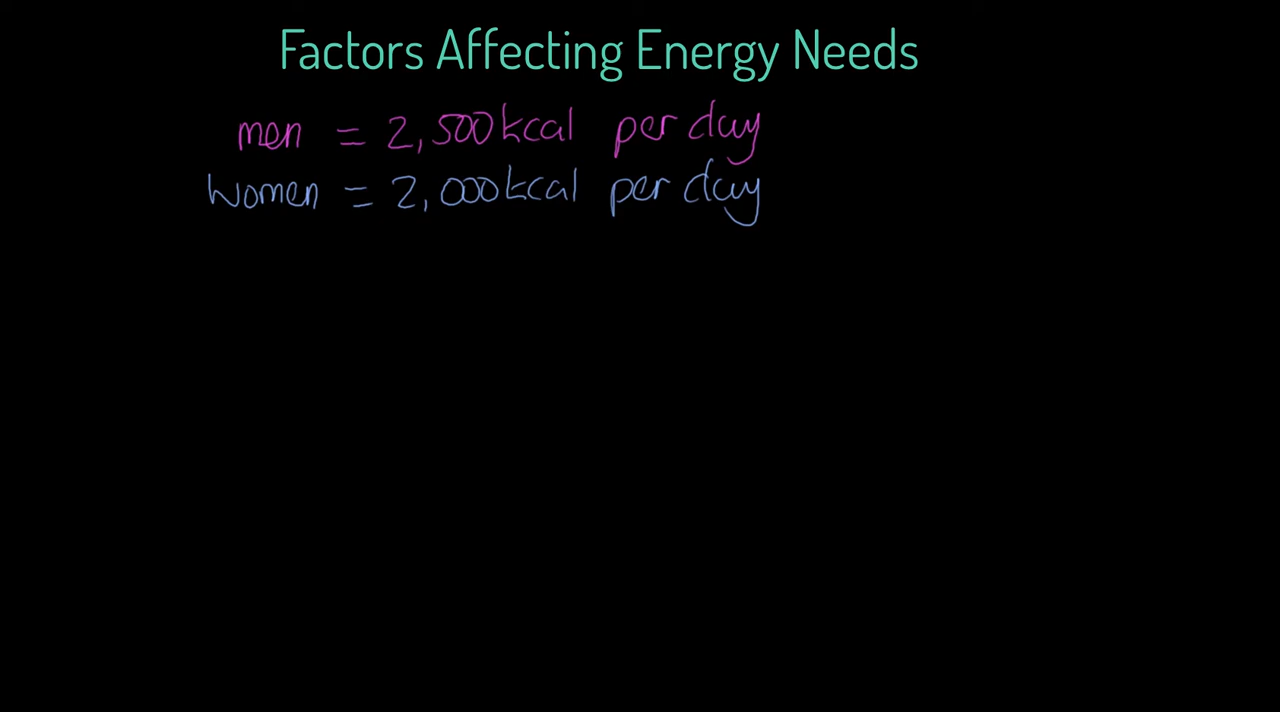 Factors Affecting Energy Needs
men = 2,500kcal per day
women = 2,000kcal per day